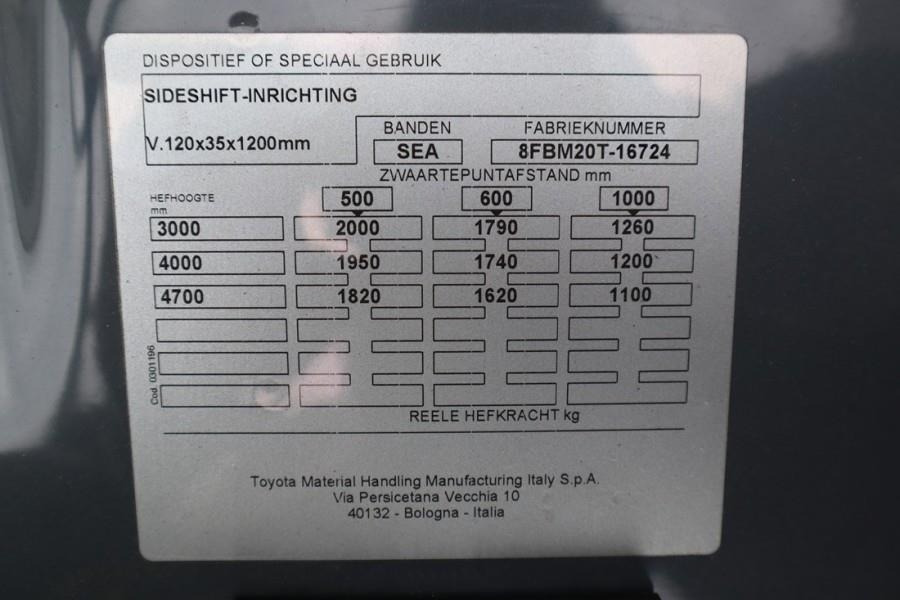 DISPOSITIEF OF SPECIAAL GEBRUIK
SIDESHIFT-INRICHTING
V.120x35x1200mm
BANDEN FABRIEKNUMMER
SEA 8FBM20T-16724
ZWAARTEPUNTAFSTAND mm
HEFHOOGTE mm 500 600 1000
3000 2000 1790 1260
4000 1950 1740 1200
4700 1820 1620 1100
Cod. 0301196
REELE HEFKRACHT kg
Toyota Material Handling Manufacturing Italy S.p.A.
Via Persicetana Vecchia 10
40132 - Bologna - Italia